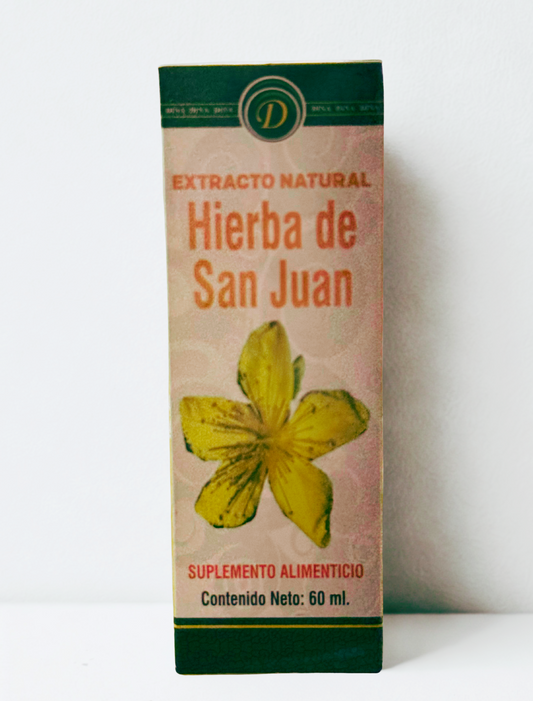 D
EXTRACTO NATURAL
Hierba de
San Juan
SUPLEMENTO ALIMENTICIO
Contenido Neto: 60 ml.